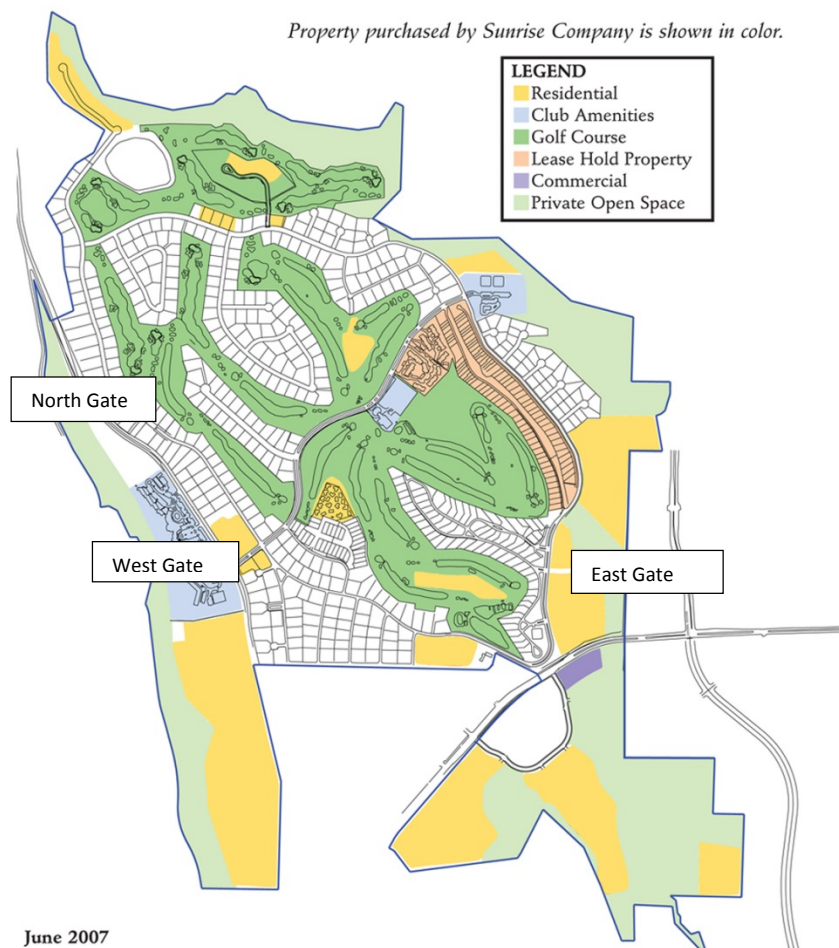 Property purchased by Sunrise Company is shown in color.
LEGEND
Residential
Club Amenities
Golf Course
Lease Hold Property
Commercial
Private Open Space
North Gate
West Gate
East Gate
June 2007